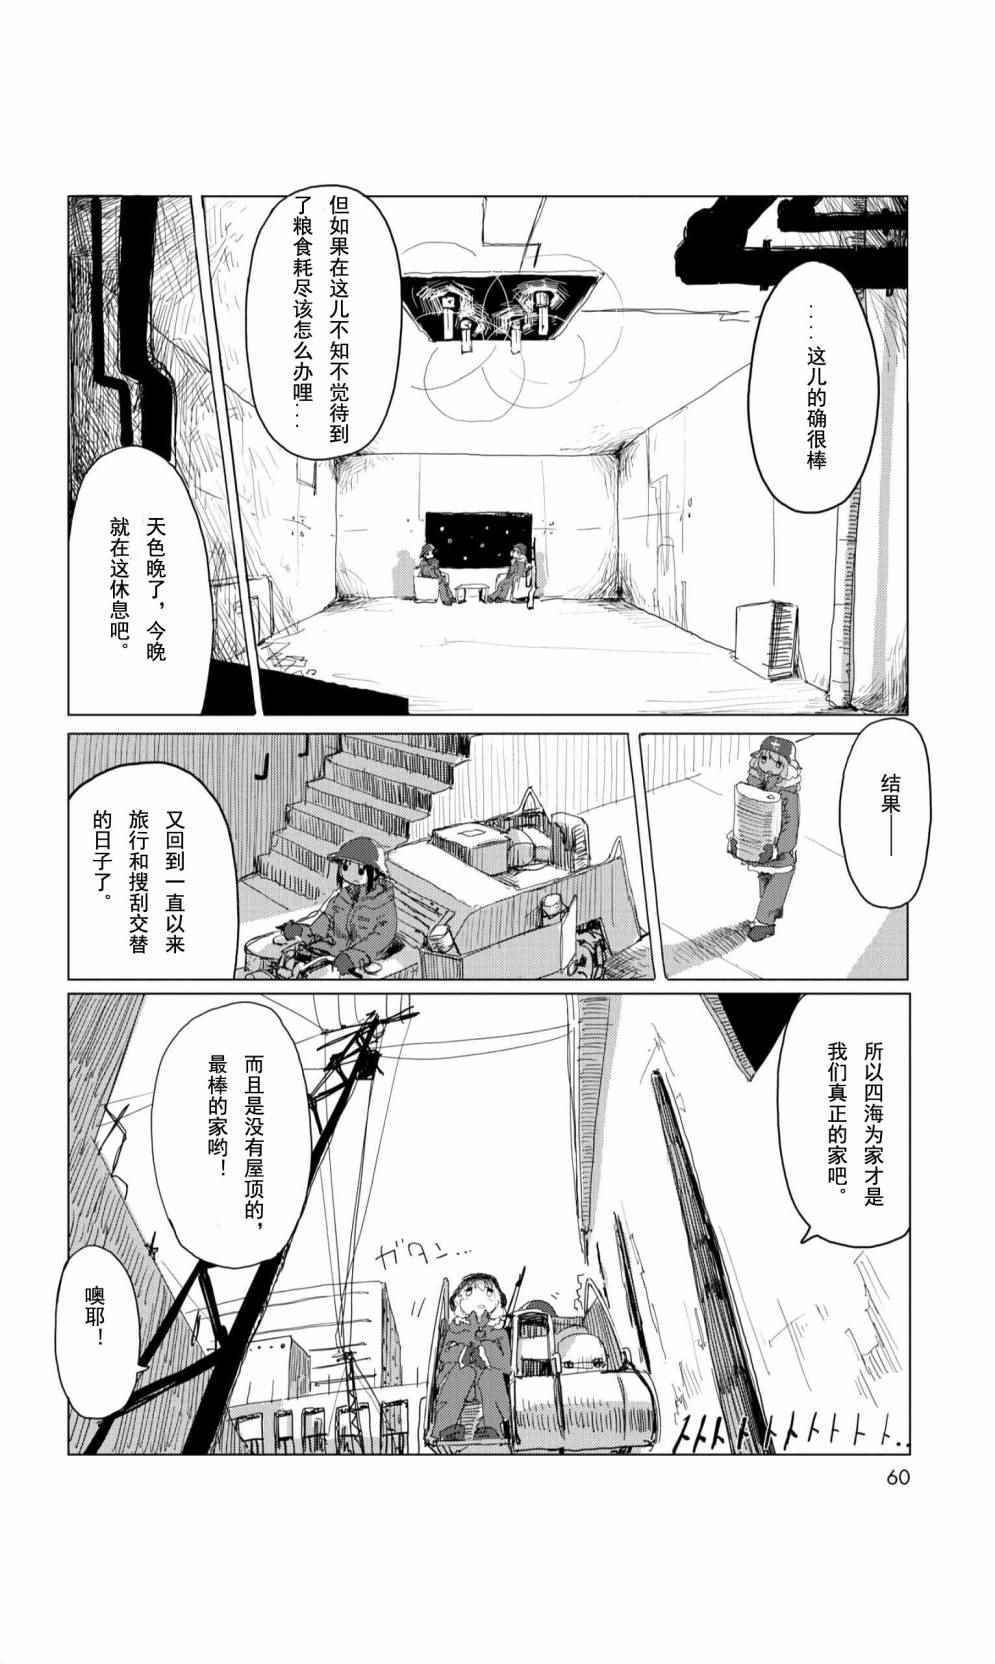 ‥‥这儿的确很棒
但如果在这儿不知不觉待到
了粮食耗尽该怎么办哩‥‥
天色晚了，今晚
就在这休息吧。
结果——
又回到一直以来
旅行和搜刮交替
的日子了。
所以四海为家才是
我们真正的家吧。
而且是没有屋顶的，
最棒的家哟！
ガタン…
噢耶！
トトトトトトトトト..
60